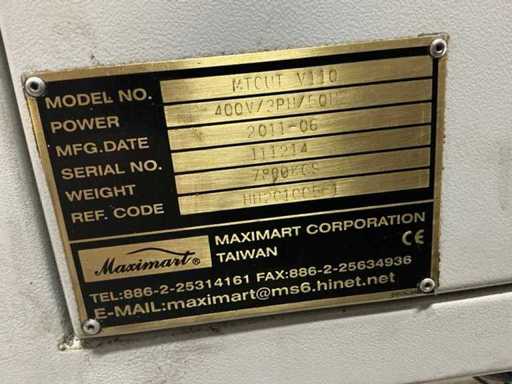 MODEL NO. MTCUT V110
POWER 400V/3PH/50HZ
MFG.DATE 2011-06
SERIAL NO. 111214
WEIGHT 7800KGS
REF. CODE
Maximart®
MAXIMART CORPORATION
TAIWAN
CE
TEL:886-2-25314161 FAX:886-2-25634936
E-MAIL:maximart@ms6.hinet.net